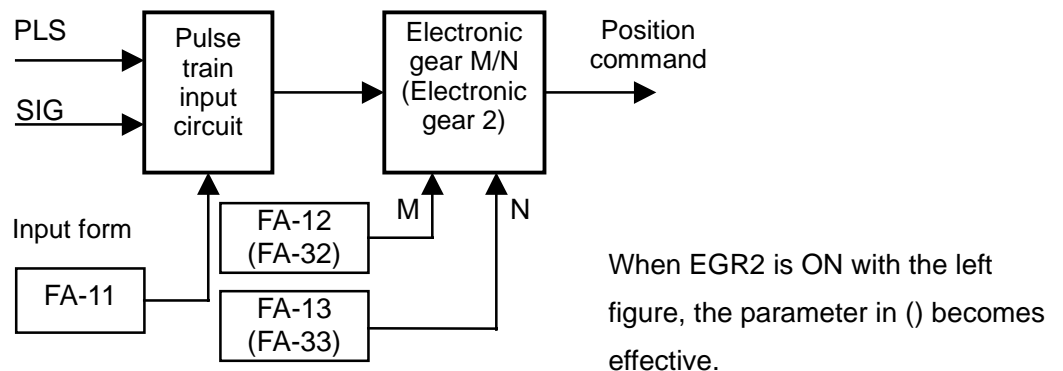 PLS
SIG
Pulse
train
input
circuit
Electronic
gear M/N
(Electronic
gear 2)
Position
command
Input form
FA-11
FA-12
(FA-32)
M
N
FA-13
(FA-33)
When EGR2 is ON with the left
figure, the parameter in () becomes
effective.